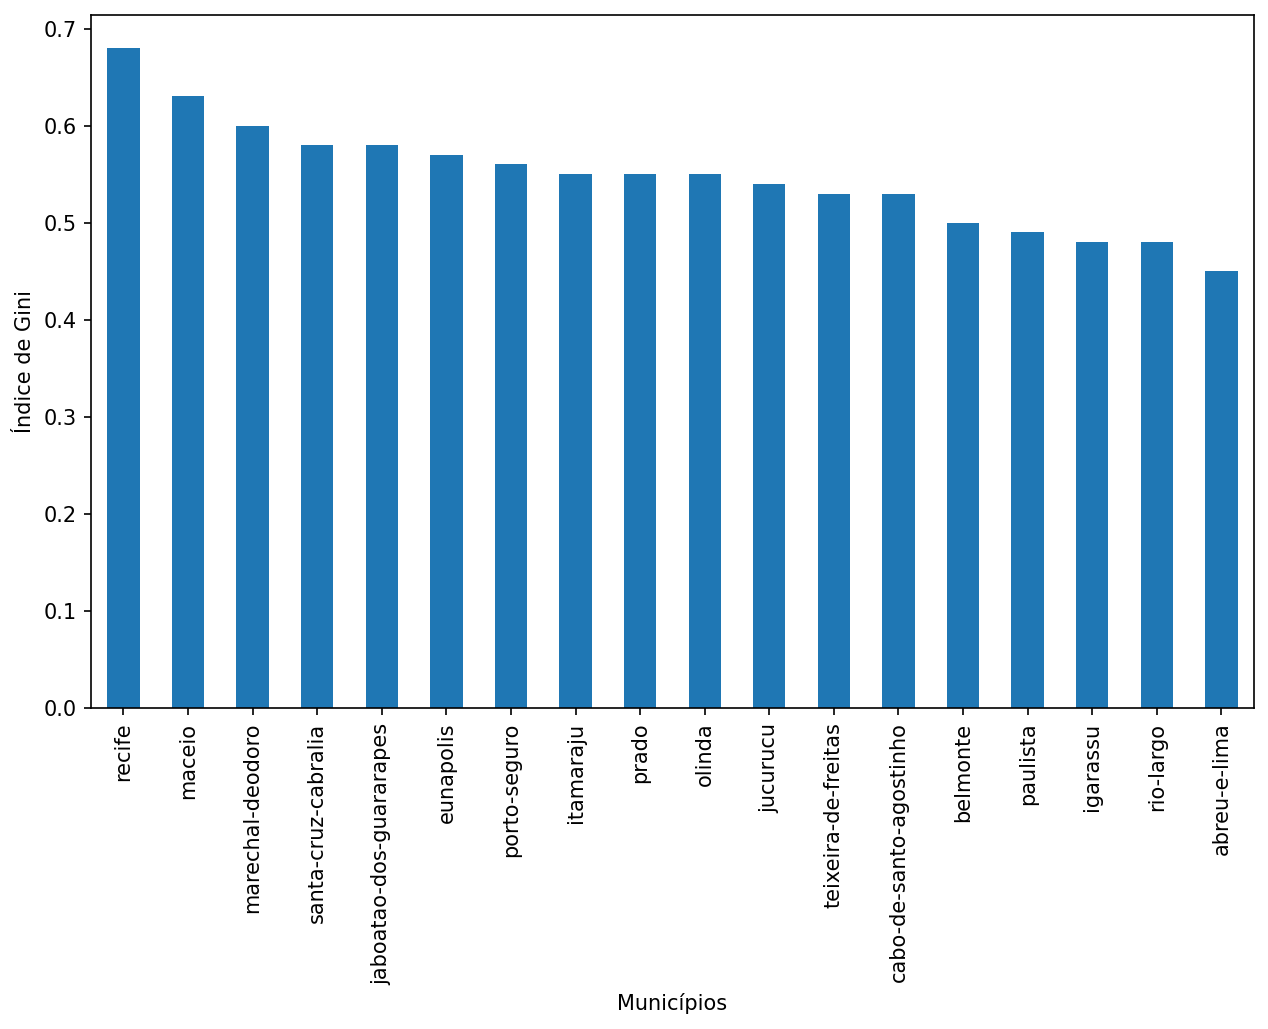 0.7
0.6
0.5
0.4
0.3
0.2
0.1
0.0
Índice de Gini
recife
maceio
marechal-deodoro
santa-cruz-cabralia
jaboatao-dos-guararapes
eunapolis
porto-seguro
itamaraju
prado
olinda
jucurucu
teixeira-de-freitas
cabo-de-santo-agostinho
belmonte
paulista
igarassu
rio-largo
abreu-e-lima
Municípios